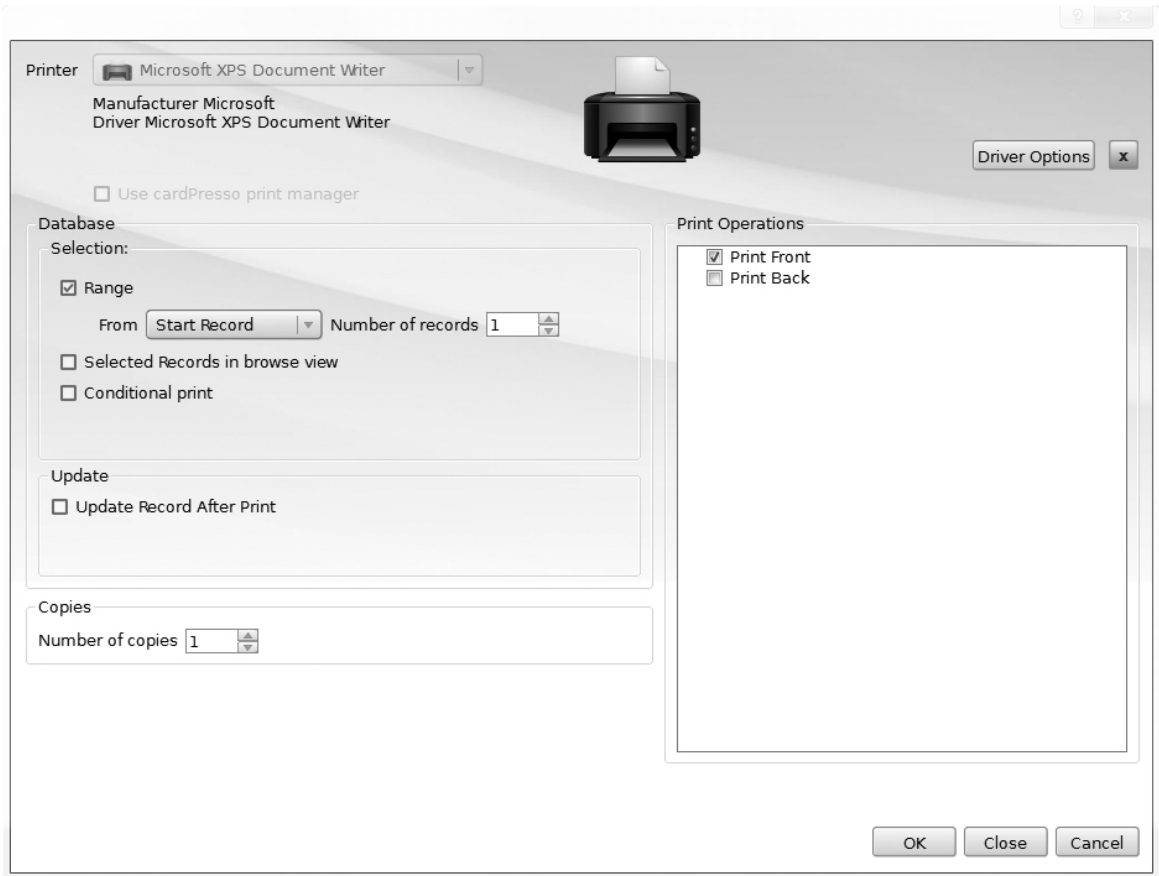 Printer Microsoft XPS Document Writer
Manufacturer Microsoft
Driver Microsoft XPS Document Writer
Driver Options x
Use cardPresso print manager
Database
Selection:
Range
From Start Record Number of records 1
Selected Records in browse view
Conditional print
Update
Update Record After Print
Copies
Number of copies 1
Print Operations
Print Front
Print Back
OK Close Cancel